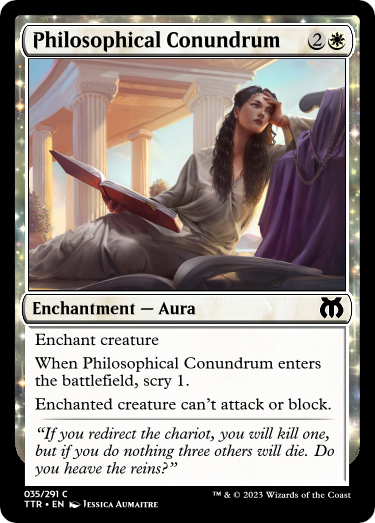 Philosophical Conundrum 2
Enchantment — Aura
Enchant creature
When Philosophical Conundrum enters
the battlefield, scry 1.
Enchanted creature can't attack or block.
"If you redirect the chariot, you will kill one,
but if you do nothing three others will die. Do
you heave the reins?"
035/291 C
TTR • EN Jessica Aumaitre
™ & © 2023 Wizards of the Coast